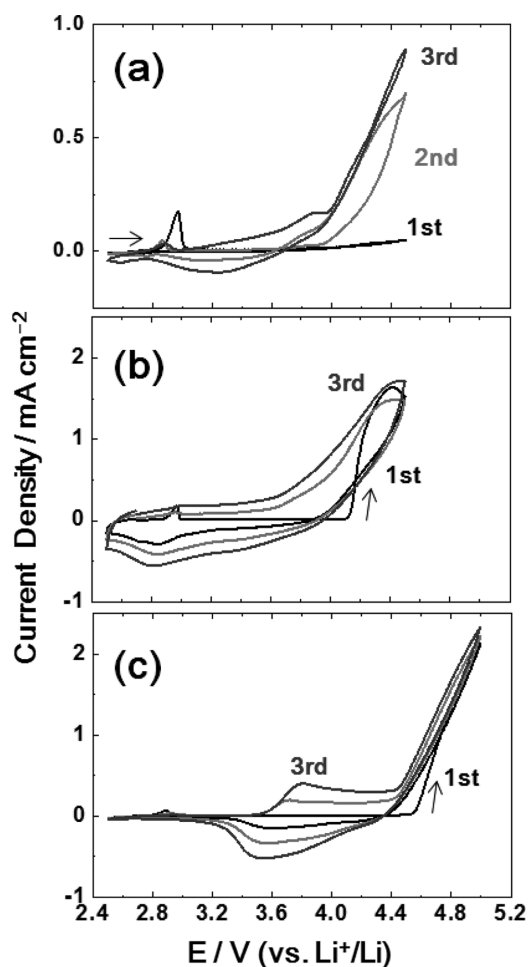 1.0
(a)
3rd
0.5
2nd
1st
0.0
2
(b)
3rd
1
1st
0
-1
(c)
2
1
3rd
1st
0
-1
2.4 2.8 3.2 3.6 4.0 4.4 4.8 5.2
E / V (vs. Li⁺/Li)
Current Density / mA cm⁻²